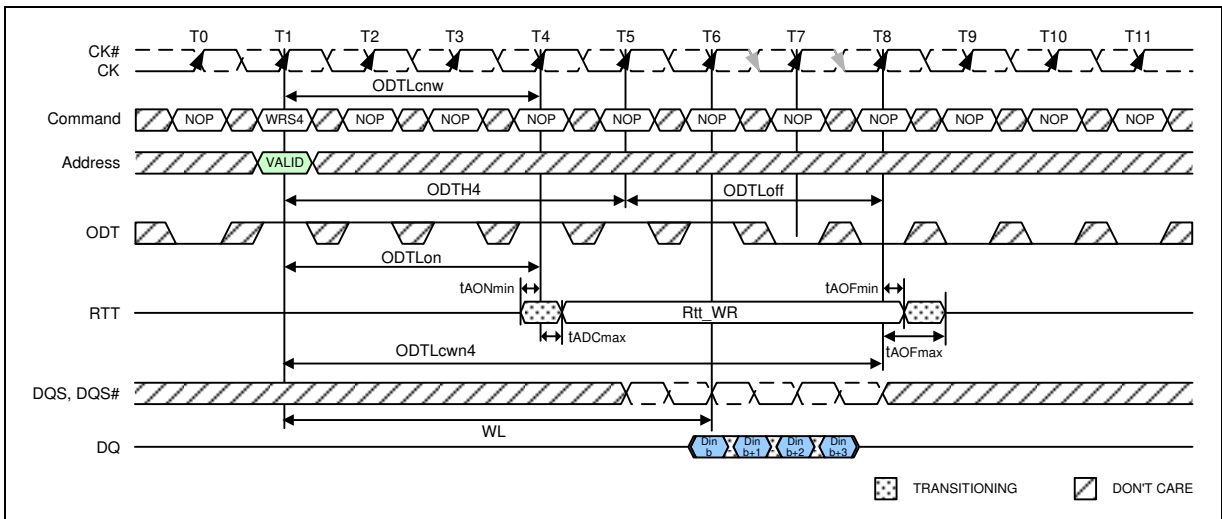 T0 T1 T2 T3 T4 T5 T6 T7 T8 T9 T10 T11
CK#
CK
ODTLcnw
Command NOP WRS4 NOP NOP NOP NOP NOP NOP NOP NOP NOP NOP
Address VALID
ODTH4 ODTLoff
ODT
ODTLon
tAONmin tAOFmin
RTT Rtt_WR
tADCmax
tAOFmax
ODTLcwn4
DQS, DQS#
WL
DQ Din b Din b+1 Din b+2 Din b+3
TRANSITIONING DON'T CARE